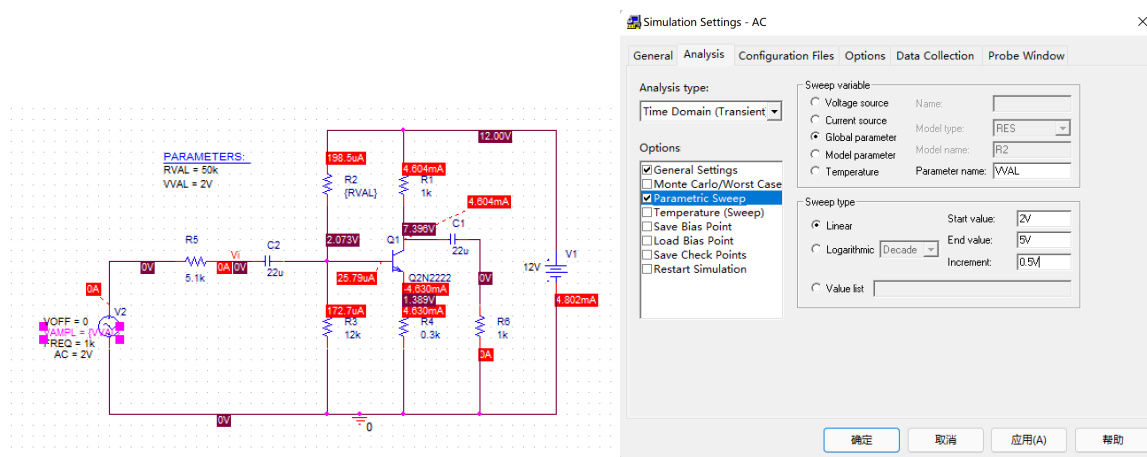 PARAMETERS:
RVAL = 50k
VVAL = 2V
198.5uA
R2
{RVAL}
4.604mA
R1
1k
12.00V
4.604mA
7.396V
C1
22u
2.073V
Q1
Q2N2222
25.79uA
-4.630mA
1.389V
4.630mA
R4
0.3k
172.7uA
R3
12k
R5
5.1k
0V
Vi
0A
0V
C2
22u
0V
R6
1k
0A
V1
12V
4.802mA
0A
V2
VOFF = 0
FREQ = 1k
AC = 2V
0V
0
Simulation Settings - AC
General
Analysis
Configuration Files
Options
Data Collection
Probe Window
Analysis type:
Time Domain (Transient
Options:
General Settings
Monte Carlo/Worst Case
Parametric Sweep
Temperature (Sweep)
Save Bias Point
Load Bias Point
Save Check Points
Restart Simulation
Sweep variable
Voltage source
Current source
Global parameter
Model parameter
Temperature
Name:
Model type:
RES
Model name:
R2
Parameter name:
VVAL
Sweep type
Linear
Logarithmic
Decade
Value list
Start value:
2V
End value:
5V
Increment:
0.5V
确定
取消
应用(A)
帮助